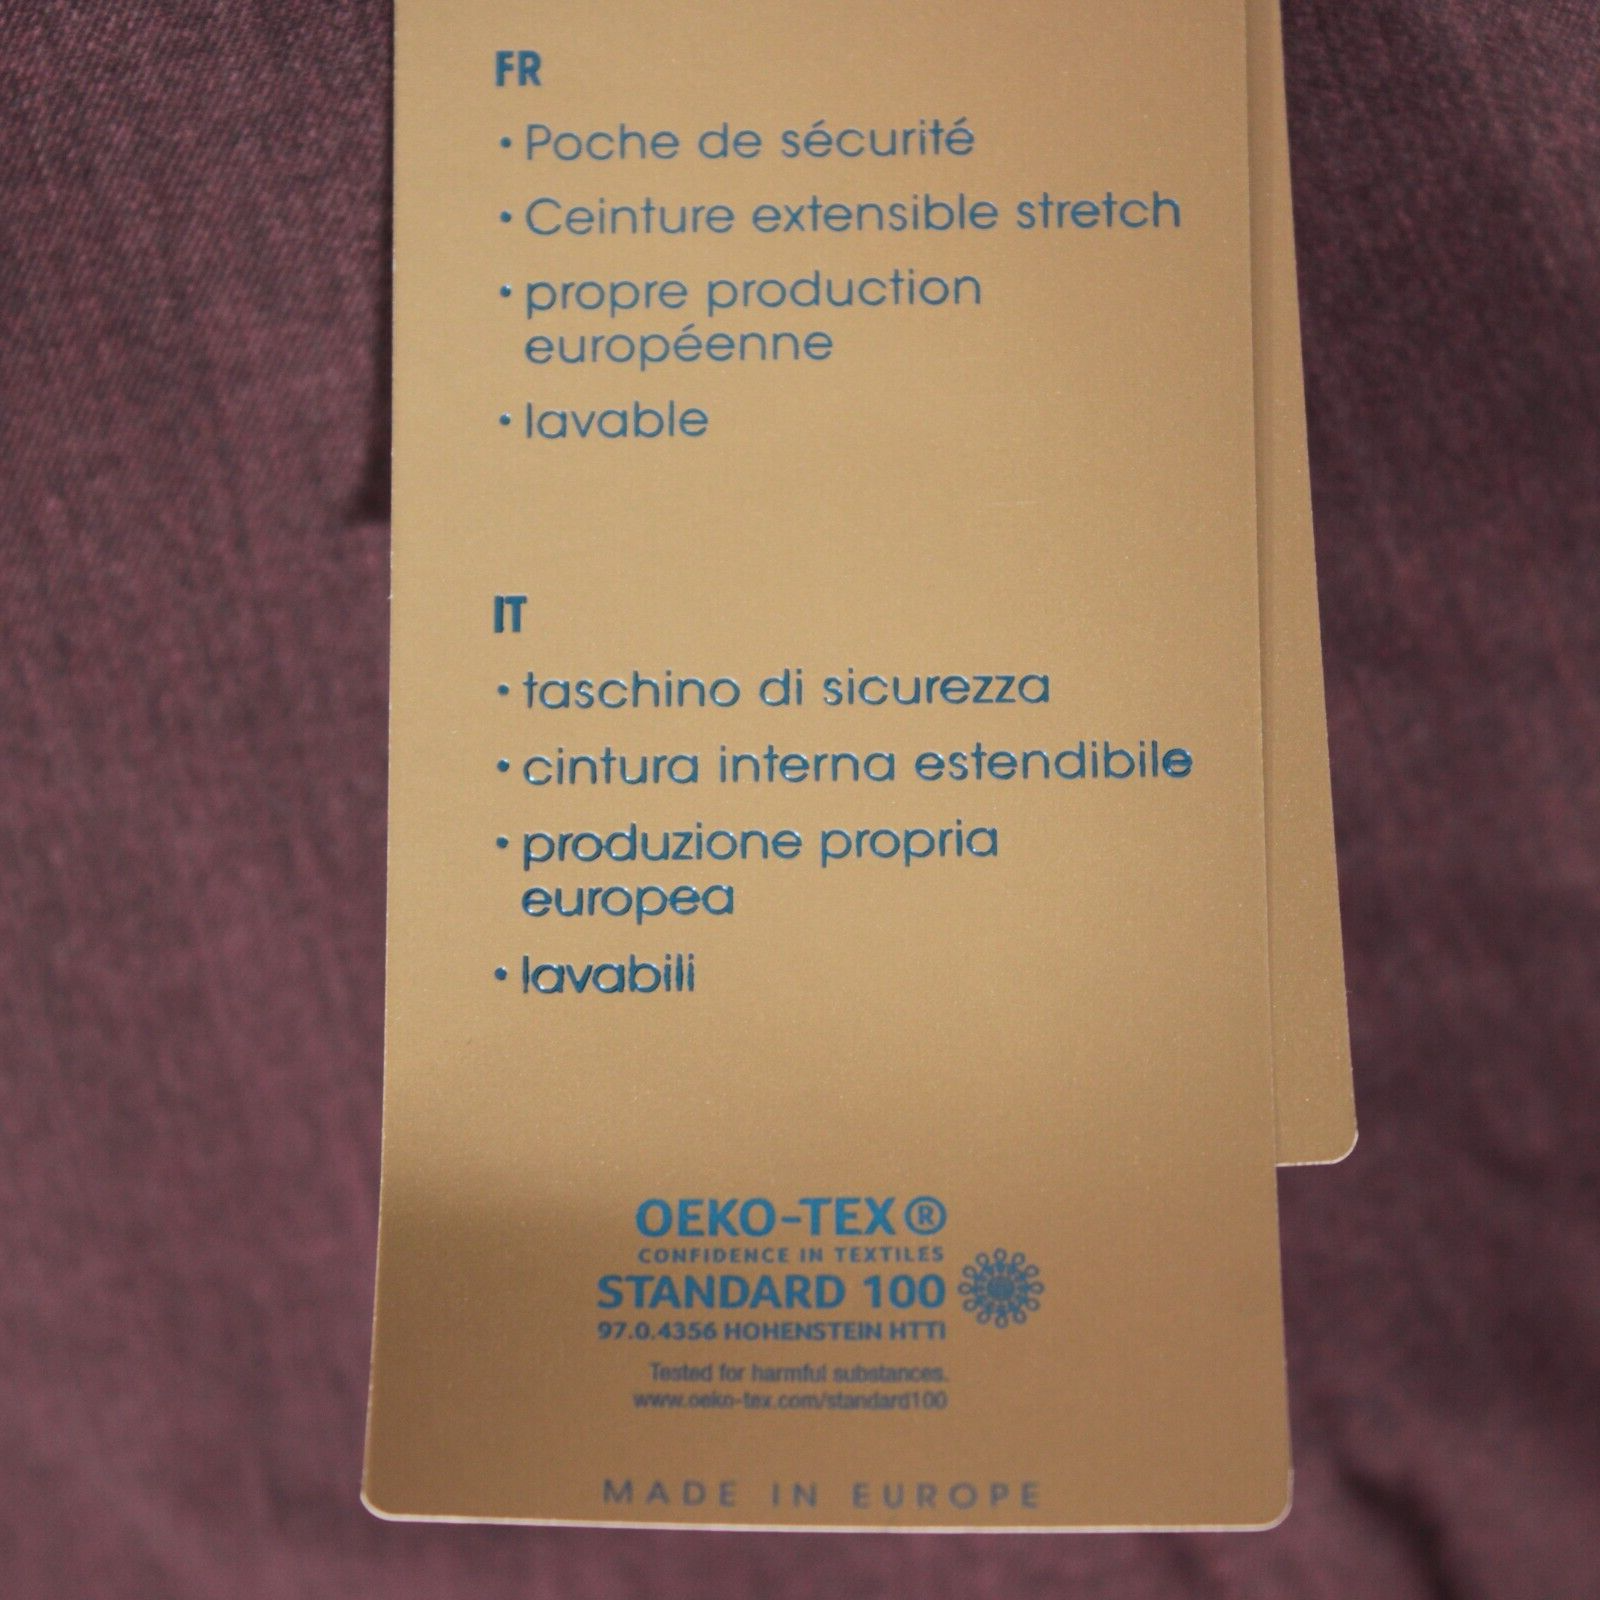 FR
• Poche de sécurité
• Ceinture extensible stretch
• propre production
européenne
• lavable
IT
• taschino di sicurezza
• cintura interna estendibile
• produzione propria
europea
• lavabili
OEKO-TEX®
CONFIDENCE IN TEXTILES
STANDARD 100
97.0.4356 HOHENSTEIN HTTI
Tested for harmful substances.
www.oeko-tex.com/standard100
MADE IN EUROPE